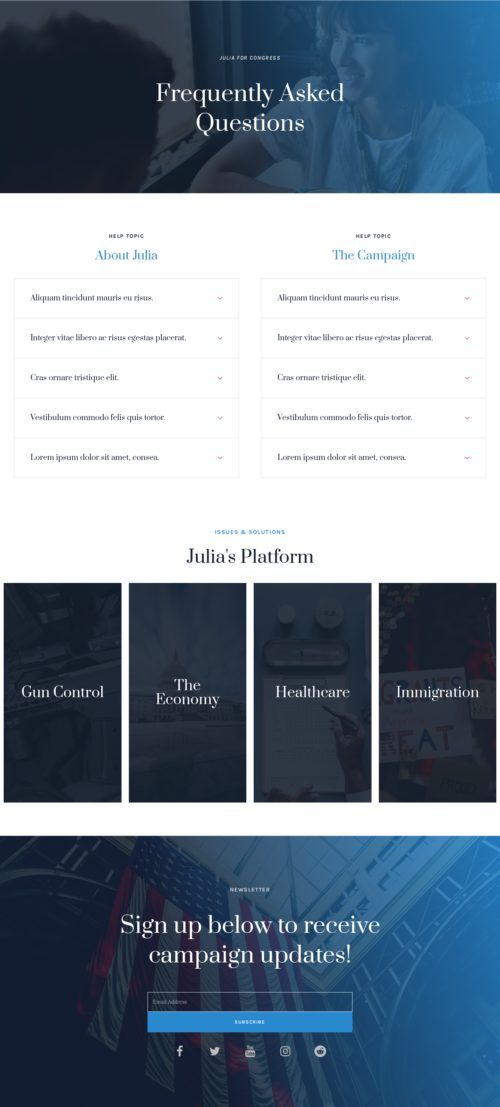 JULIA FOR CONGRESS
Frequently Asked
Questions
HELP TOPIC
About Julia
Aliquam tincidunt mauris eu risus.
Integer vitae libero ac risus egestas placerat.
Cras ornare tristique elit.
Vestibulum commodo felis quis tortor.
Lorem ipsum dolor sit amet, consea.
HELP TOPIC
The Campaign
Aliquam tincidunt mauris eu risus.
Integer vitae libero ac risus egestas placerat.
Cras ornare tristique elit.
Vestibulum commodo felis quis tortor.
Lorem ipsum dolor sit amet, consea.
ISSUES & SOLUTIONS
Julia's Platform
Gun Control
The
Economy
Healthcare
Immigration
GRANTS
EAT
NEWSLETTER
Sign up below to receive
campaign updates!
Email Address
SUBSCRIBE
You
Tube